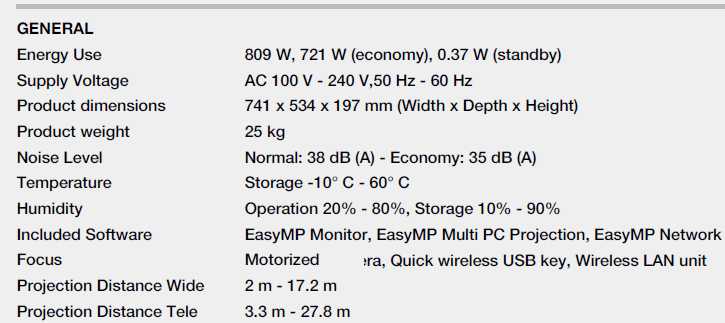 GENERAL
Energy Use 809 W, 721 W (economy), 0.37 W (standby)
Supply Voltage AC 100 V - 240 V,50 Hz - 60 Hz
Product dimensions 741 x 534 x 197 mm (Width x Depth x Height)
Product weight 25 kg
Noise Level Normal: 38 dB (A) - Economy: 35 dB (A)
Temperature Storage -10° C - 60° C
Humidity Operation 20% - 80%, Storage 10% - 90%
Included Software EasyMP Monitor, EasyMP Multi PC Projection, EasyMP Network
Focus Motorized , Quick wireless USB key, Wireless LAN unit
Projection Distance Wide 2 m - 17.2 m
Projection Distance Tele 3.3 m - 27.8 m